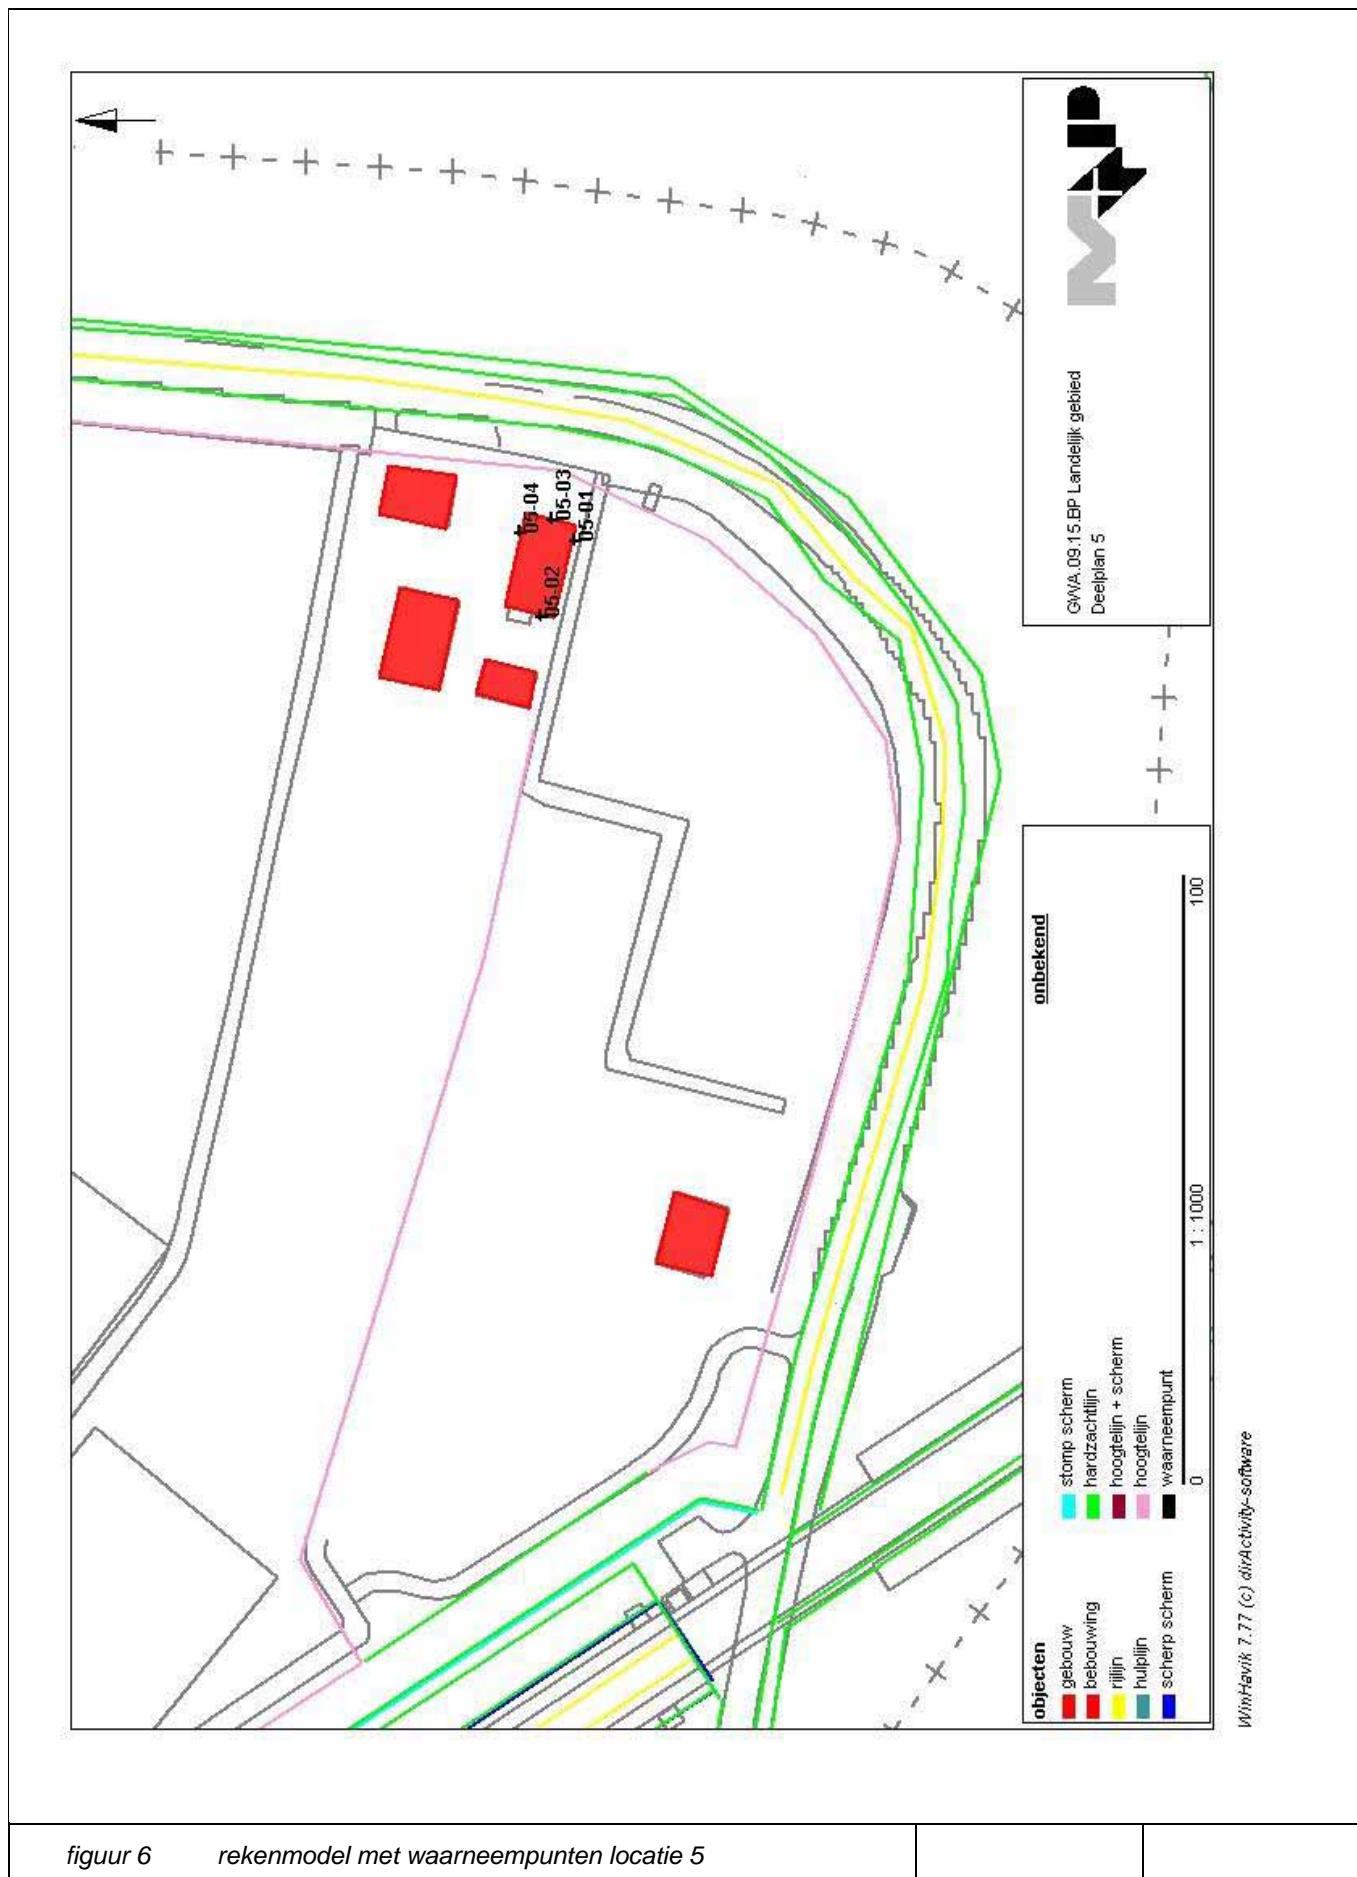 05-04
05-03
05-01
05-02
GWA.09.15.BP Landelijk gebied
Deelplan 5
onbekend
objecten
gebouw
bebouwing
rijlijn
hulplijn
scherp scherm
stomp scherm
hardzachtlijn
hoogtelijn + scherm
hoogtelijn
waarneempunt
0
1 : 1000
100
WinHavik 7.77 (c) dirActivity-software
figuur 6 rekenmodel met waarneempunten locatie 5